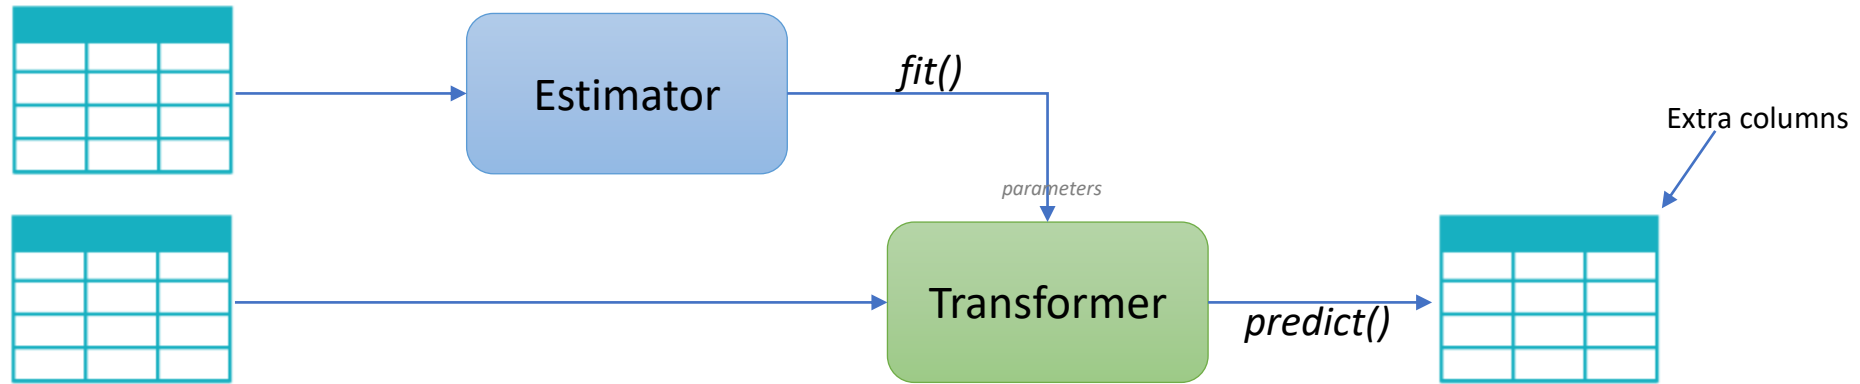 Estimator
fit()
Extra columns
parameters
Transformer
predict()